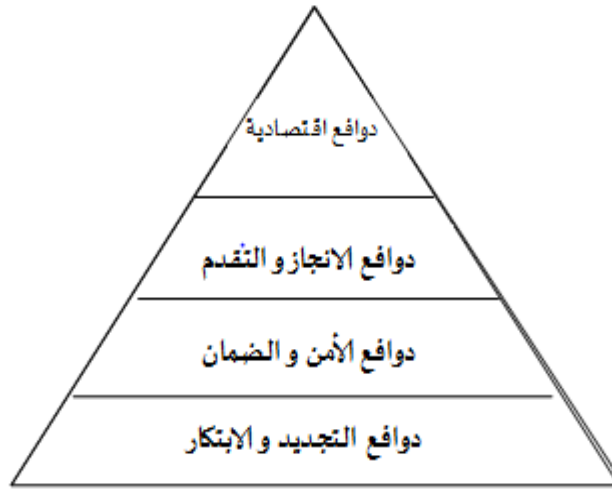 دوافع اقتصادية
دوافع الانجاز و التقدم
دوافع الأمن و الضمان
دوافع التجديد و الابتكار